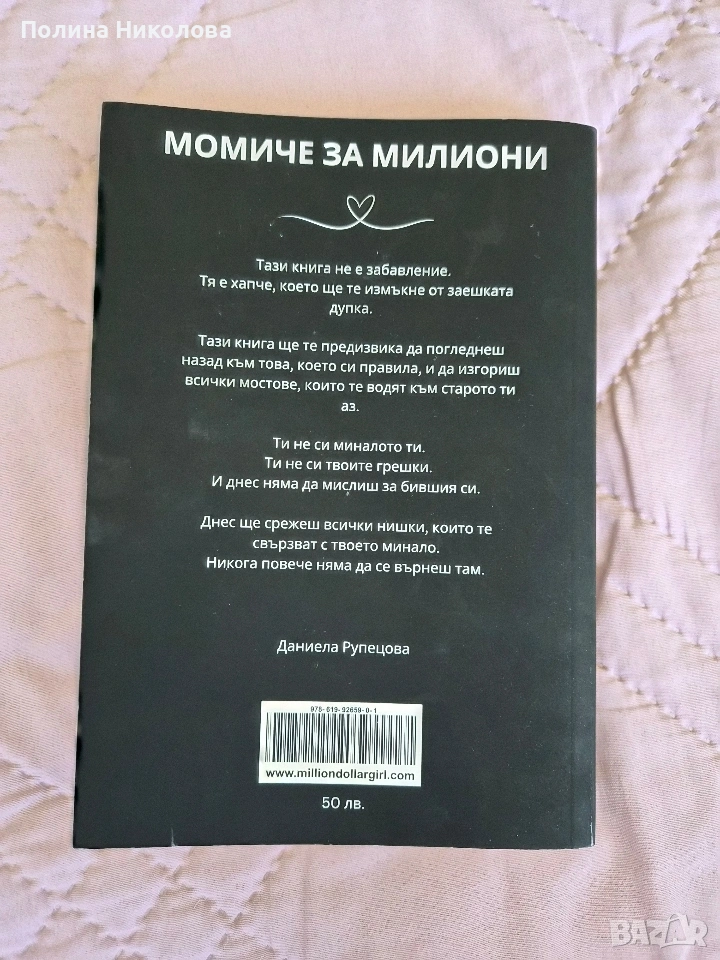 Полина Николова
МОМИЧЕ ЗА МИЛИОНИ
Тази книга не е забавление.
Тя е хапче, което ще те измъкне от заешката
дупка.
Тази книга ще те предизвика да погледнеш
назад към това, което си правила, и да изгориш
всички мостове, които те водят към старото ти
аз.
Ти не си миналото ти.
Ти не си твоите грешки.
И днес няма да мислиш за бившия си.
Днес ще срежеш всички нишки, които те
свързват с твоето минало.
Никога повече няма да се върнеш там.
Даниела Рупецова
978-619-92659-0-1
www.milliondollargirl.com
50 лв.
BAZAR